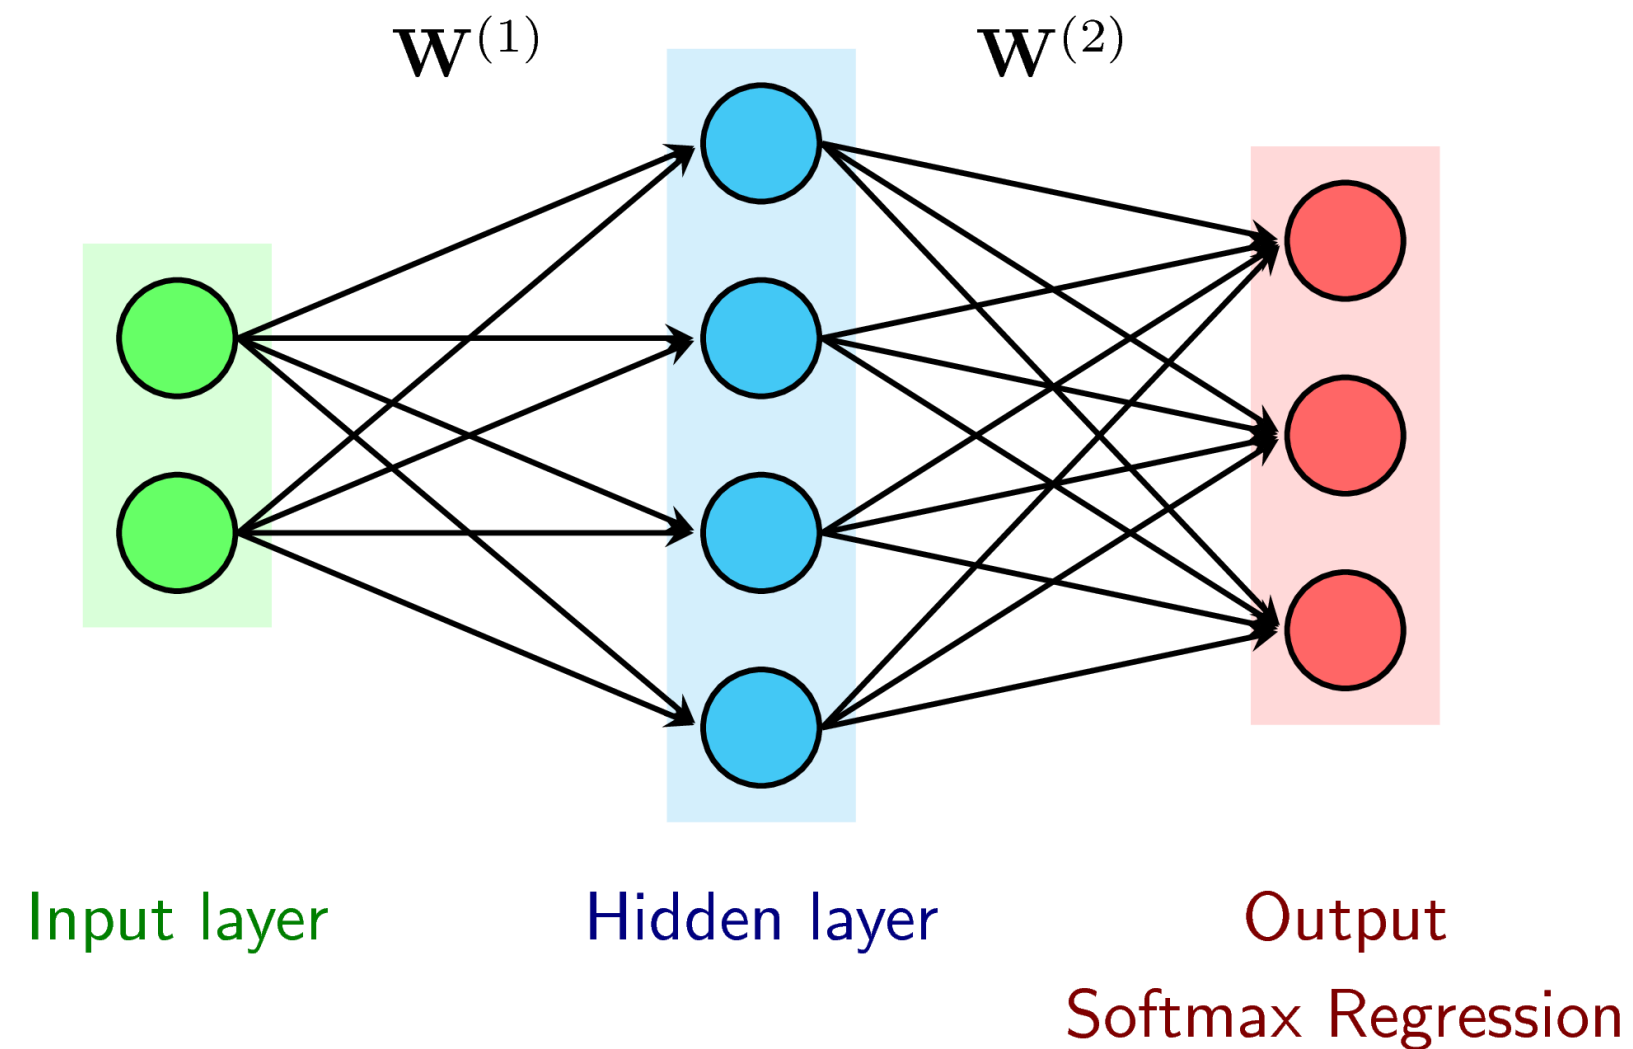 W⁽¹⁾
W⁽²⁾
Input layer
Hidden layer
Output
Softmax Regression